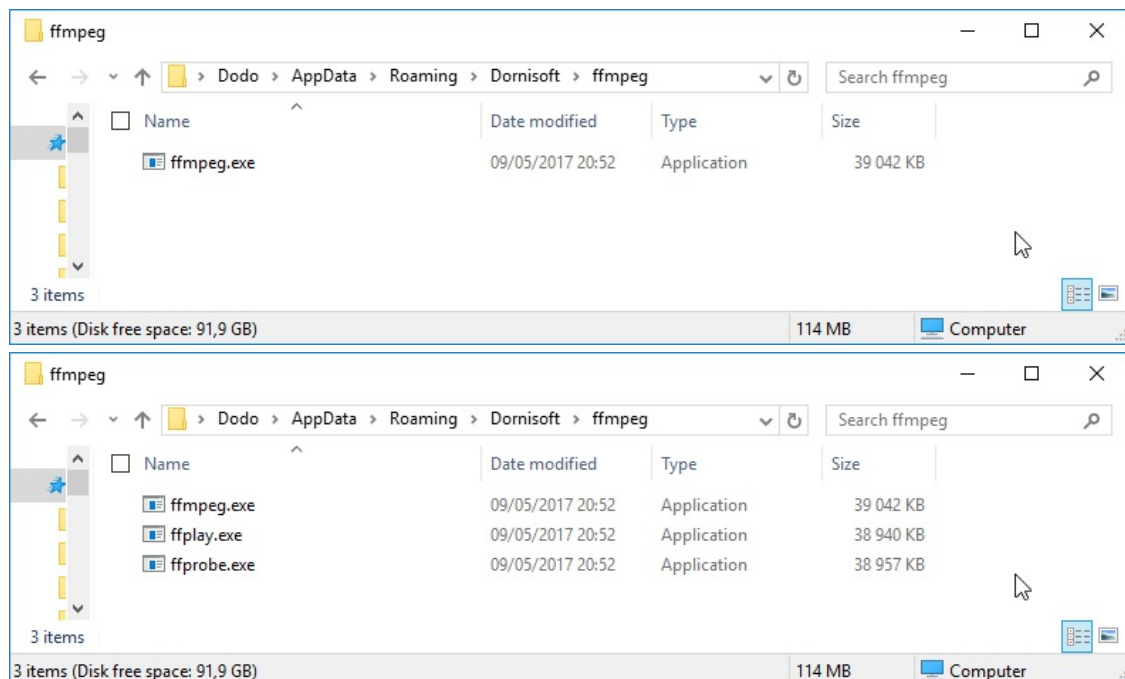 ffmpeg
> Dodo > AppData > Roaming > Dornisoft > ffmpeg Search ffmpeg
Name Date modified Type Size
ffmpeg.exe 09/05/2017 20:52 Application 39 042 KB
3 items
3 items (Disk free space: 91,9 GB) 114 MB Computer
ffmpeg
> Dodo > AppData > Roaming > Dornisoft > ffmpeg Search ffmpeg
Name Date modified Type Size
ffmpeg.exe 09/05/2017 20:52 Application 39 042 KB
ffplay.exe 09/05/2017 20:52 Application 38 940 KB
ffprobe.exe 09/05/2017 20:52 Application 38 957 KB
3 items
3 items (Disk free space: 91,9 GB) 114 MB Computer